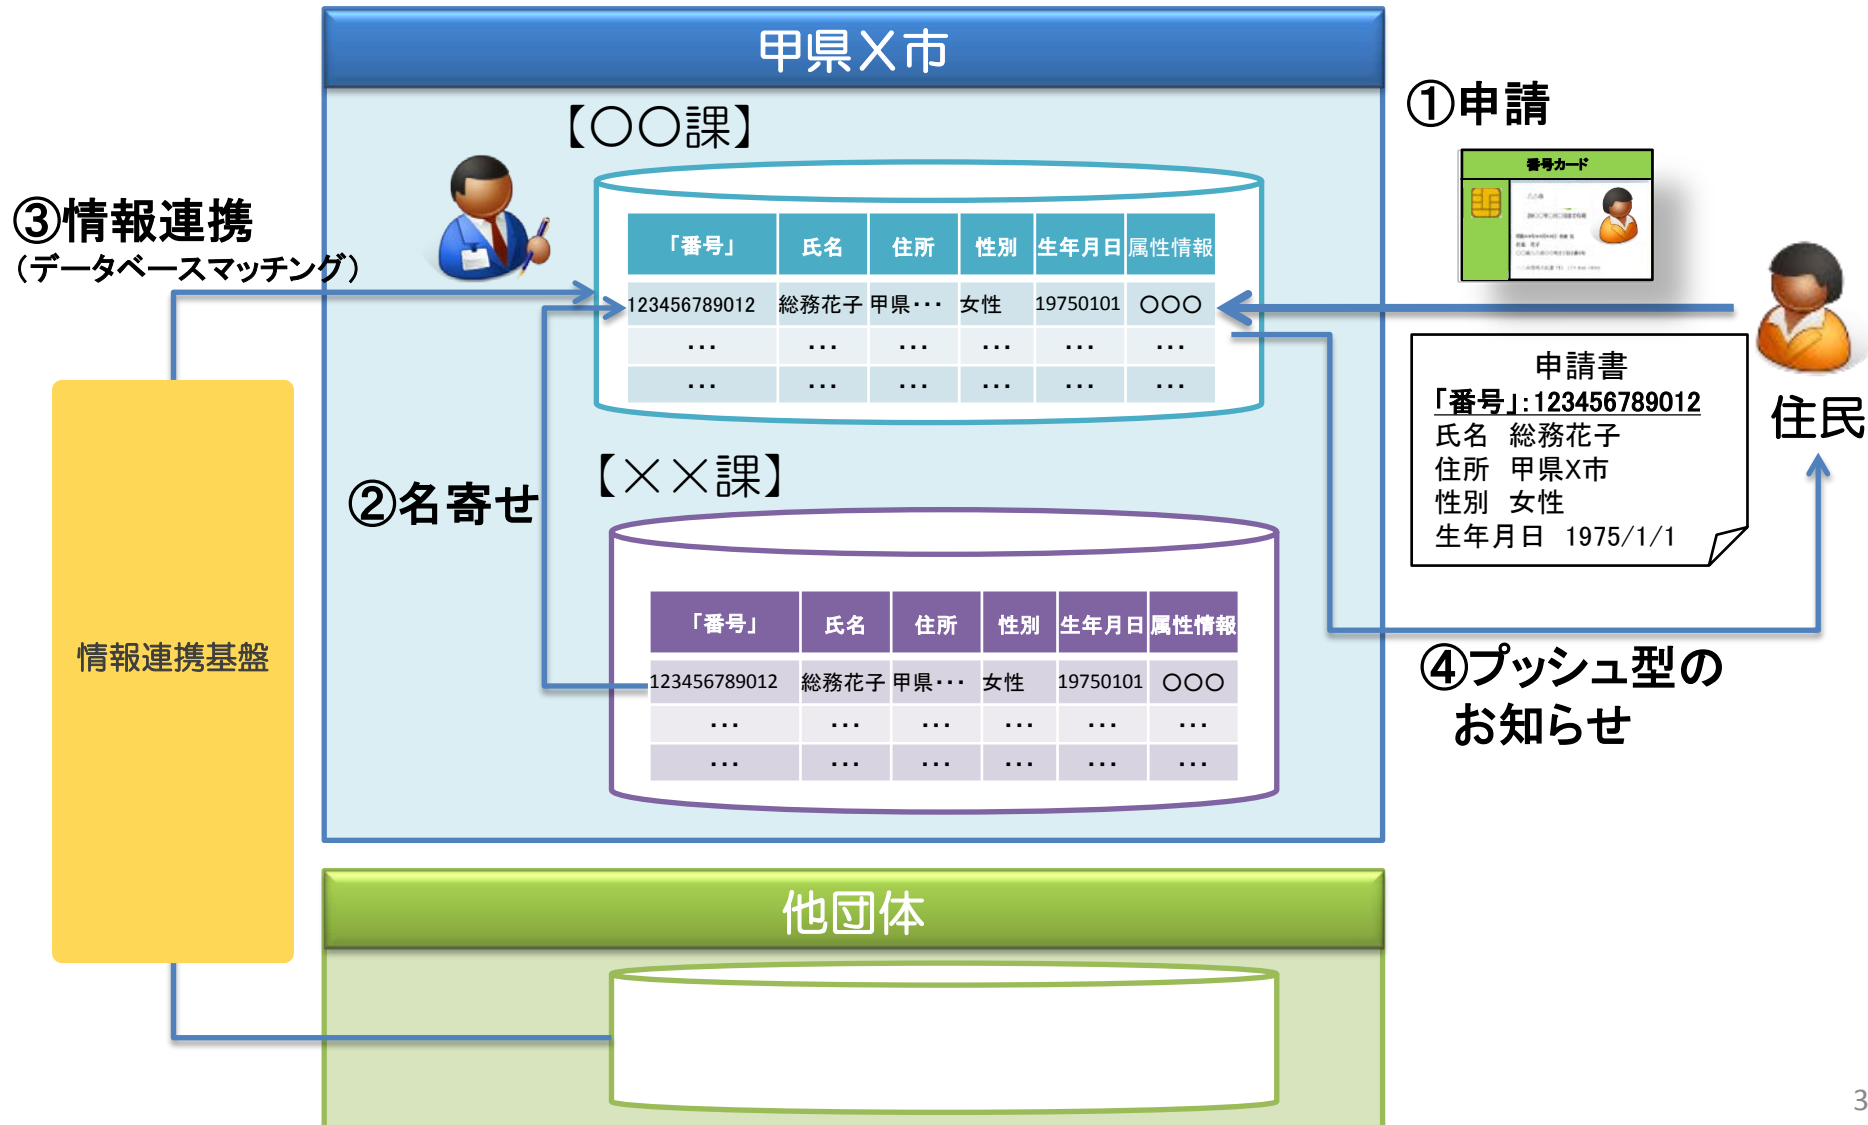 甲県X市
①申請
【〇〇課】
番号カード
③情報連携
（データベースマッチング）
「番号」 氏名 住所 性別 生年月日 属性情報
123456789012 総務花子 甲県・・・ 女性 19750101 〇〇〇
・・・ ・・・ ・・・ ・・・ ・・・ ・・・
・・・ ・・・ ・・・ ・・・ ・・・ ・・・
申請書
「番号」：123456789012
氏名 総務花子
住所 甲県X市
性別 女性
生年月日 1975/1/1
住民
②名寄せ
【××課】
「番号」 氏名 住所 性別 生年月日 属性情報
123456789012 総務花子 甲県・・・ 女性 19750101 〇〇〇
・・・ ・・・ ・・・ ・・・ ・・・ ・・・
・・・ ・・・ ・・・ ・・・ ・・・ ・・・
情報連携基盤
④プッシュ型の
お知らせ
他団体
3